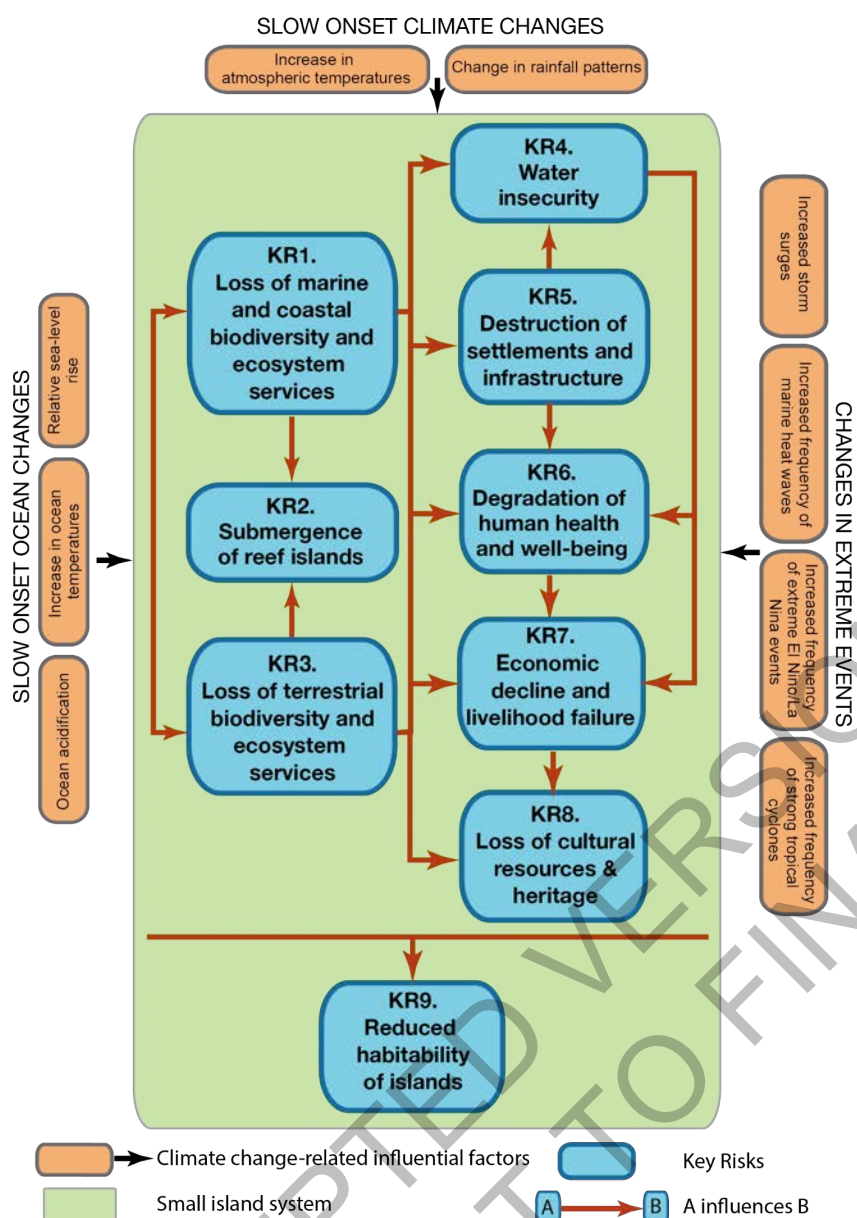 SLOW ONSET CLIMATE CHANGES
Increase in
atmospheric temperatures
Change in rainfall patterns
SLOW ONSET OCEAN CHANGES
Relative sea-level
rise
Increase in ocean
temperatures
Ocean acidification
KR1.
Loss of marine
and coastal
biodiversity and
ecosystem
services
KR2.
Submergence
of reef islands
KR3.
Loss of terrestrial
biodiversity and
ecosystem
services
KR4.
Water
insecurity
KR5.
Destruction of
settlements and
infrastructure
KR6.
Degradation of
human health
and well-being
KR7.
Economic
decline and
livelihood failure
KR8.
Loss of cultural
resources &
heritage
KR9.
Reduced
habitability
of islands
CHANGES IN EXTREME EVENTS
Increased storm
surges
Increased frequency of
marine heat waves
Increased frequency
of extreme El Nino/La
Nina events
Increased frequency
of strong tropical
cyclones
Climate change-related influential factors
Key Risks
Small island system
A
B
A influences B
PTED VERSIO
T TO FINA